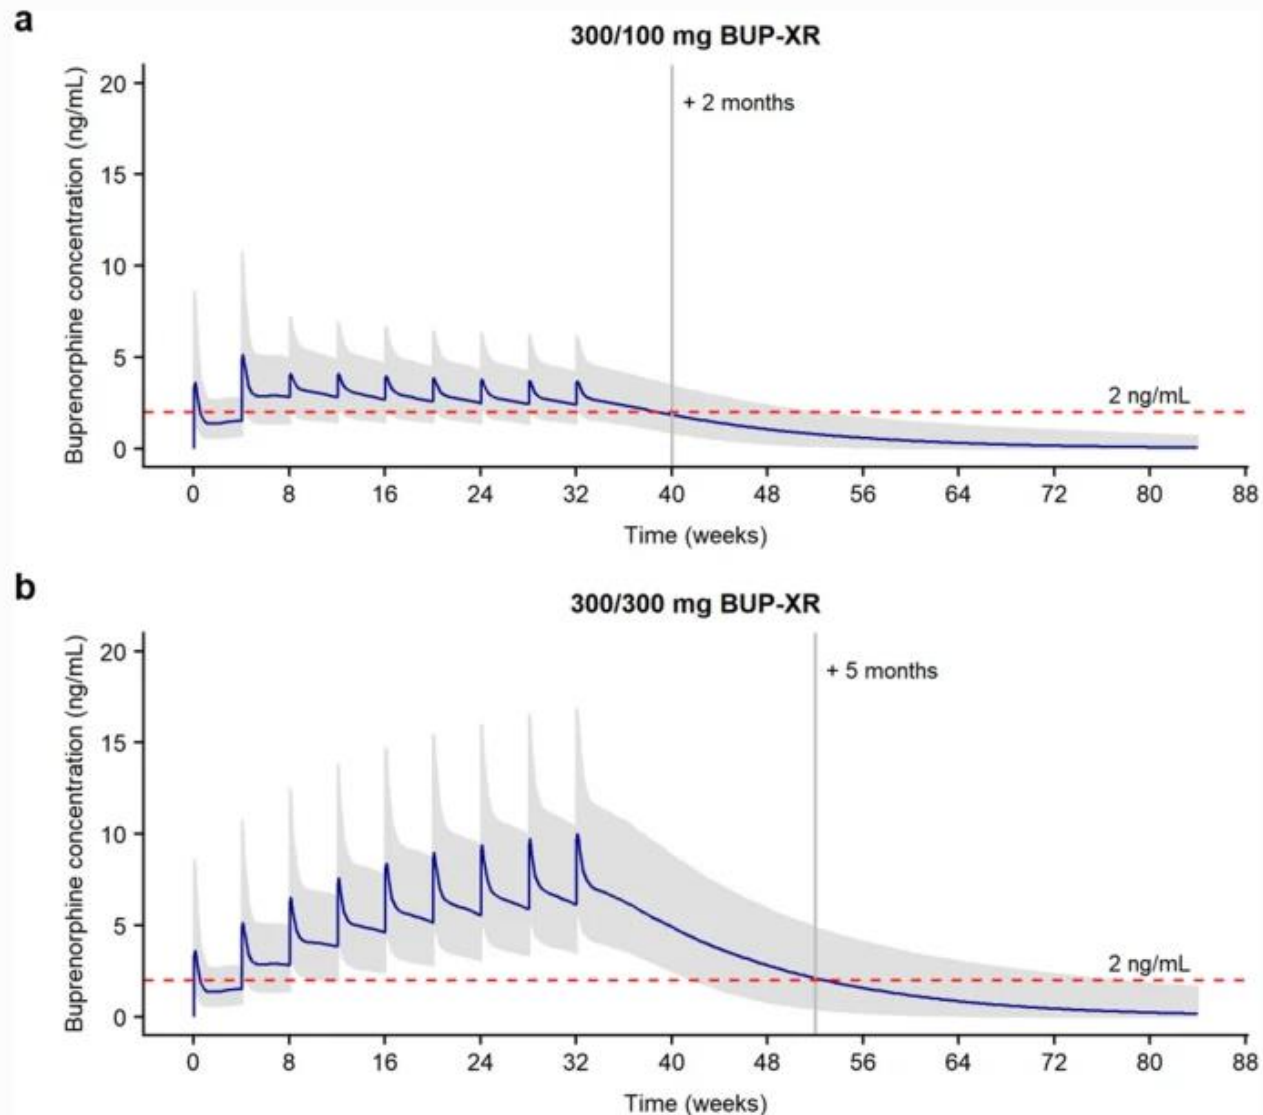 a
300/100 mg BUP-XR
Buprenorphine concentration (ng/mL)
20
15
10
5
0
+ 2 months
2 ng/mL
0 8 16 24 32 40 48 56 64 72 80 88
Time (weeks)
b
300/300 mg BUP-XR
Buprenorphine concentration (ng/mL)
20
15
10
5
0
+ 5 months
2 ng/mL
0 8 16 24 32 40 48 56 64 72 80 88
Time (weeks)